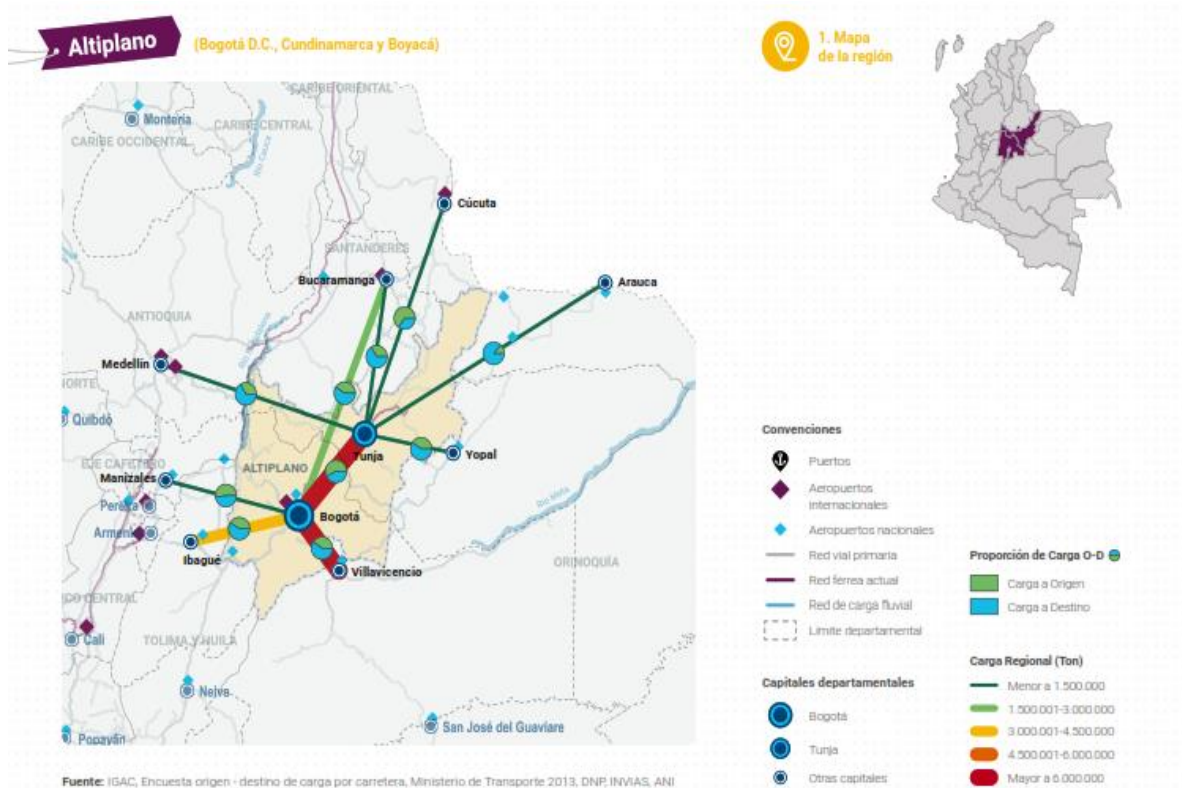 Altiplano
(Bogotá D.C., Cundinamarca y Boyacá)
1. Mapa
de la región
CARIBE ORIENTAL
Montería
CARIBE CENTRAL
CARIBE OCCIDENTAL
Río Cauca
Cúcuta
SANTANDERES
Bucaramanga
Arauca
ANTIOQUIA
Medellín
NORTE
Quibdó
Tunja
Yopal
EJE CAFETERO
ALTIPLANO
Manizales
Pereira
Bogotá
Río Meta
Armeni
Ibagué
Villavicencio
ORINOQUÍA
CO CENTRAL
Cali
TOLIMA Y HUILA
Neiva
San José del Guaviare
Popayán
Fuente: IGAC, Encuesta origen - destino de carga por carretera, Ministerio de Transporte 2013, DNP, INVIAS, ANI
Convenciones
Puertos
Aeropuertos
internacionales
Aeropuertos nacionales
Red vial primaria
Red férrea actual
Red de carga fluvial
Límite departamental
Capitales departamentales
Bogotá
Tunja
Otras capitales
Proporción de Carga O-D
Carga a Origen
Carga a Destino
Carga Regional (Ton)
Menor a 1.500.000
1.500.001-3.000.000
3.000.001-4.500.000
4.500.001-6.000.000
Mayor a 6.000.000